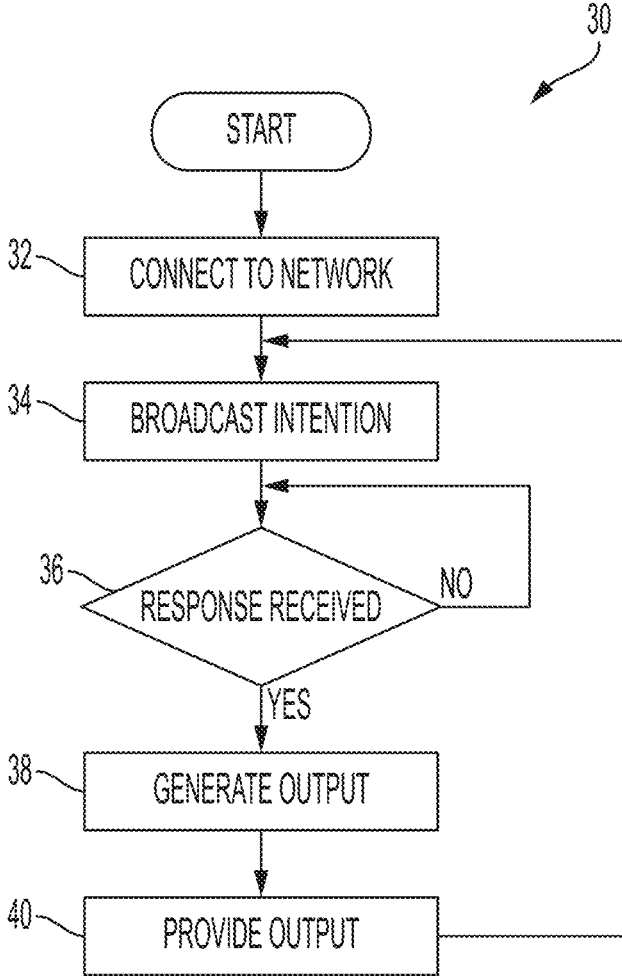 30
START
32
CONNECT TO NETWORK
34
BROADCAST INTENTION
36
RESPONSE RECEIVED
NO
YES
38
GENERATE OUTPUT
40
PROVIDE OUTPUT